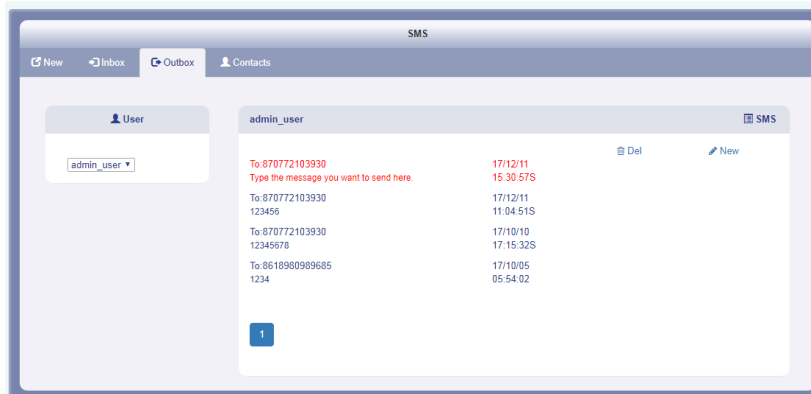 SMS
New Inbox Outbox Contacts
User
admin_user
admin_user SMS
Del New
To:870772103930 17/12/11
Type the message you want to send here. 15:30:57S
To:870772103930 17/12/11
123456 11:04:51S
To:870772103930 17/10/10
12345678 17:15:32S
To:8618980989685 17/10/05
1234 05:54:02
1